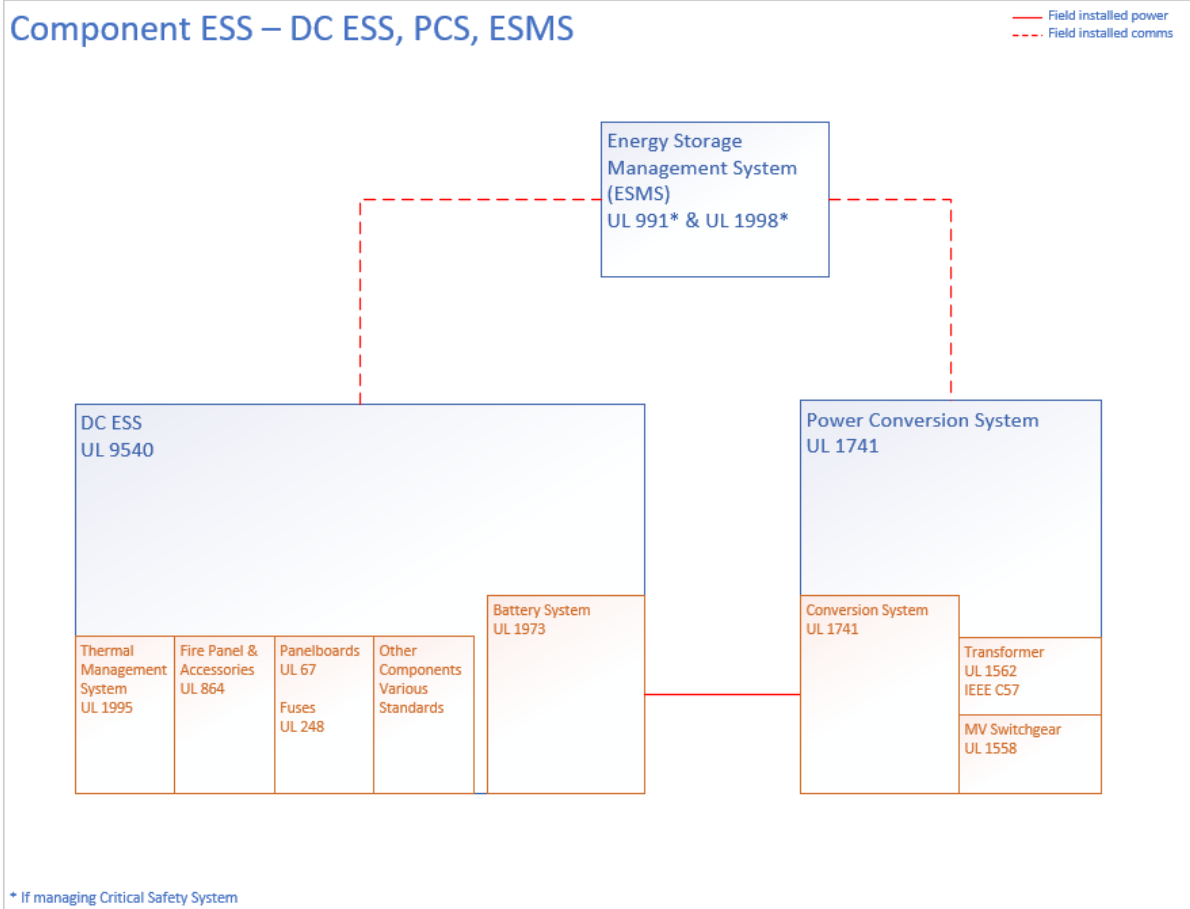 Component ESS – DC ESS, PCS, ESMS
Field installed power
Field installed comms
Energy Storage
Management System
(ESMS)
UL 991* & UL 1998*
DC ESS
UL 9540
Thermal
Management
System
UL 1995
Fire Panel &
Accessories
UL 864
Panelboards
UL 67
Fuses
UL 248
Other
Components
Various
Standards
Battery System
UL 1973
Power Conversion System
UL 1741
Conversion System
UL 1741
Transformer
UL 1562
IEEE C57
MV Switchgear
UL 1558
* If managing Critical Safety System